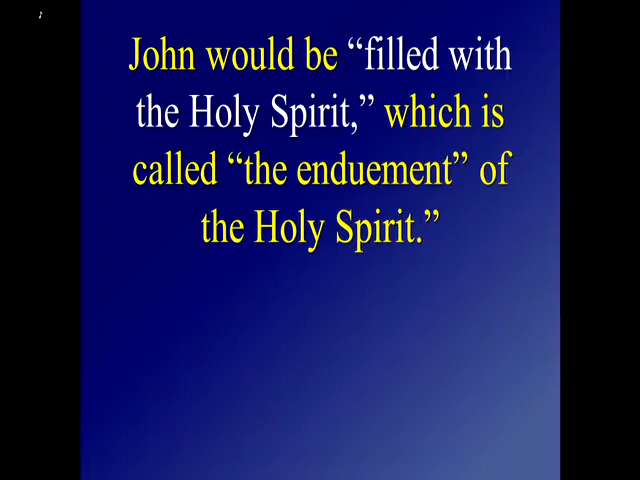 John would be “filled with
the Holy Spirit,” which is
called “the enduement” of
the Holy Spirit.”